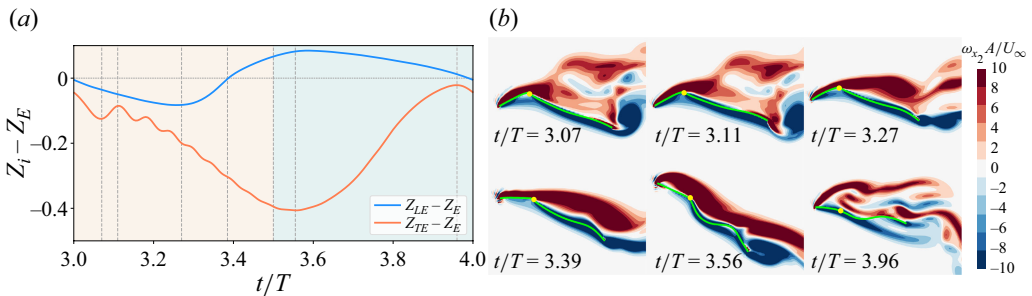 (a)
0
−0.2
−0.4
Z_i − Z_E
Z_LE − Z_E
Z_TE − Z_E
3.0 3.2 3.4 3.6 3.8 4.0
t/T
(b)
t/T = 3.07
t/T = 3.11
t/T = 3.27
t/T = 3.39
t/T = 3.56
t/T = 3.96
ω_x₂ A/U_∞
10
8
6
4
2
0
−2
−4
−6
−8
−10